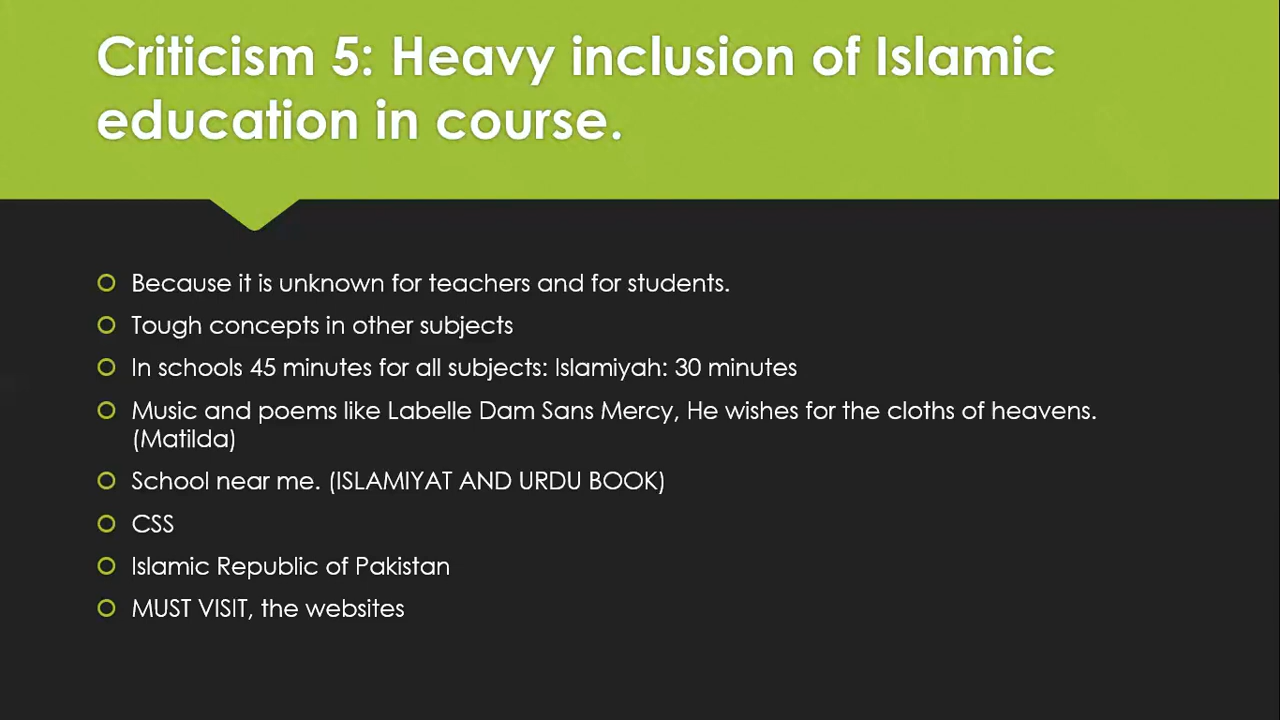 Criticism 5: Heavy inclusion of Islamic
education in course.
Because it is unknown for teachers and for students.
Tough concepts in other subjects
In schools 45 minutes for all subjects: Islamiyah: 30 minutes
Music and poems like Labelle Dam Sans Mercy, He wishes for the cloths of heavens.
(Matilda)
School near me. (ISLAMIYAT AND URDU BOOK)
CSS
Islamic Republic of Pakistan
MUST VISIT, the websites